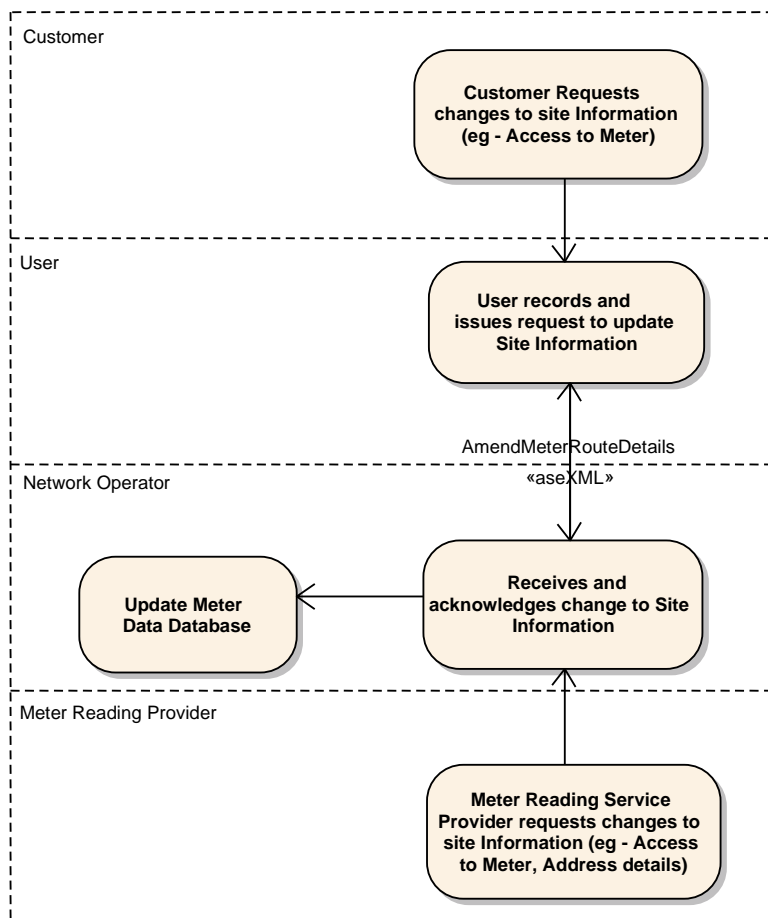 Customer
Customer Requests
changes to site Information
(eg - Access to Meter)
User
User records and
issues request to update
Site Information
AmendMeterRouteDetails
«aseXML»
Network Operator
Update Meter
Data Database
Receives and
acknowledges change to Site
Information
Meter Reading Provider
Meter Reading Service
Provider requests changes to
site Information (eg - Access
to Meter, Address details)